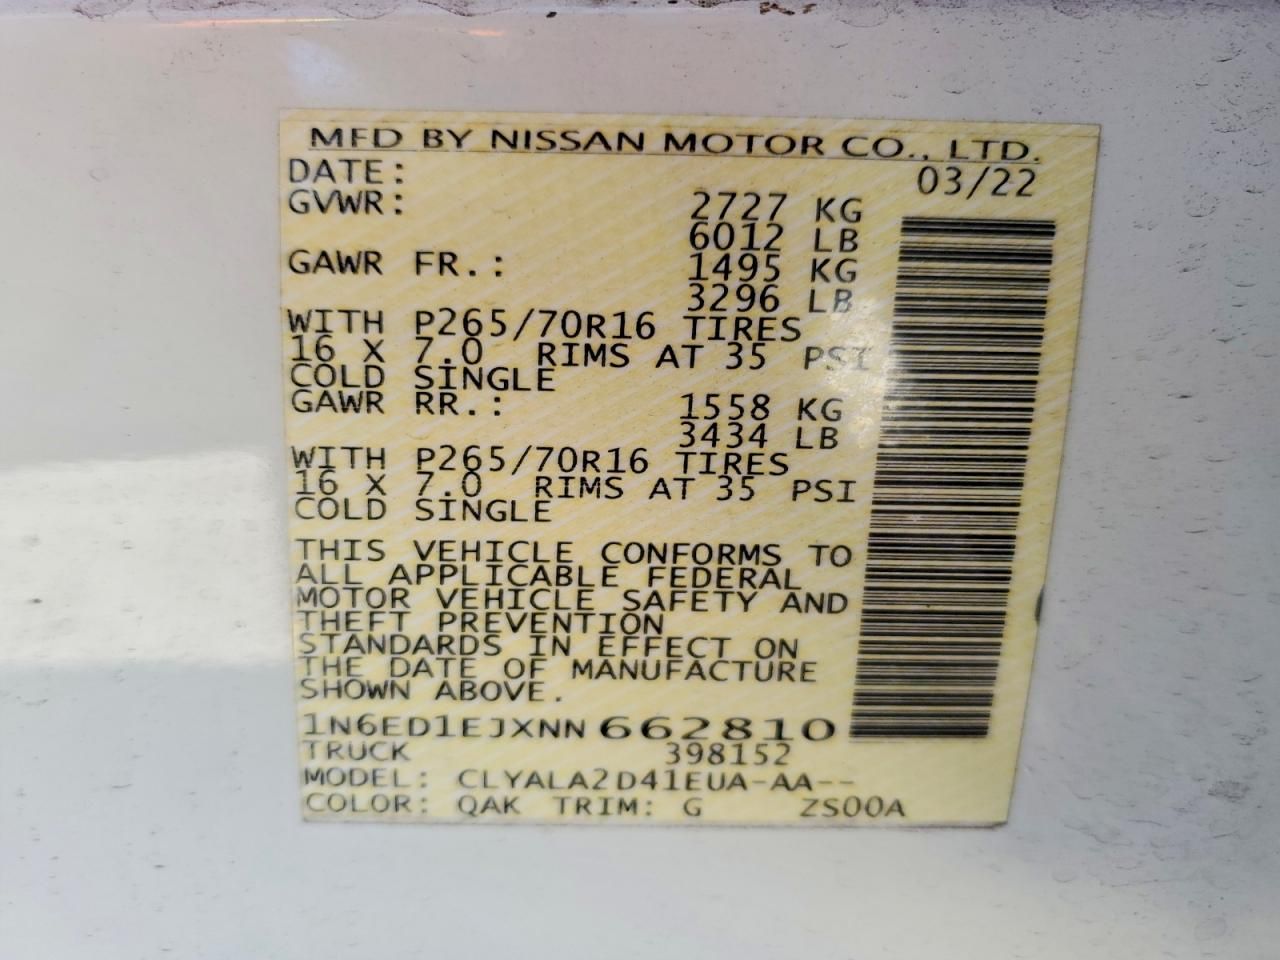 MFD BY NISSAN MOTOR CO., LTD.
DATE: 03/22
GVWR: 2727 KG
6012 LB
GAWR FR.: 1495 KG
3296 LB
WITH P265/70R16 TIRES
16 X 7.0 RIMS AT 35 PSI
COLD SINGLE
GAWR RR.: 1558 KG
3434 LB
WITH P265/70R16 TIRES
16 X 7.0 RIMS AT 35 PSI
COLD SINGLE
THIS VEHICLE CONFORMS TO
ALL APPLICABLE FEDERAL
MOTOR VEHICLE SAFETY AND
THEFT PREVENTION
STANDARDS IN EFFECT ON
THE DATE OF MANUFACTURE
SHOWN ABOVE.
1N6ED1EJXNN662810
TRUCK 398152
MODEL: CLYALA2D41EUA-AA--
COLOR: QAK TRIM: G ZS00A